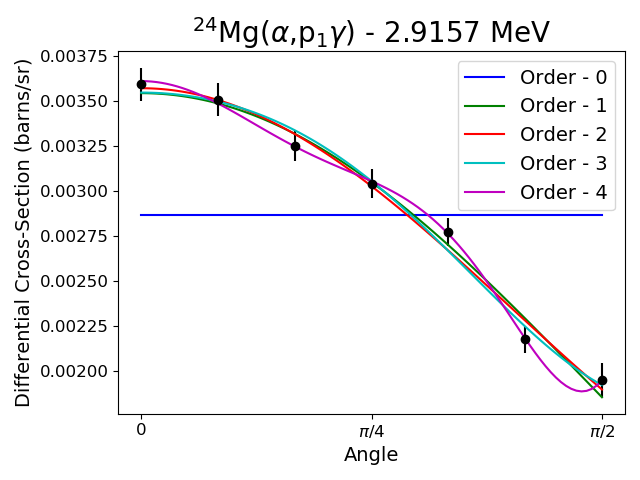 ²⁴Mg(α,p₁γ) - 2.9157 MeV
Differential Cross-Section (barns/sr)
0.00375
0.00350
0.00325
0.00300
0.00275
0.00250
0.00225
0.00200
Order - 0
Order - 1
Order - 2
Order - 3
Order - 4
0 π/4 π/2
Angle